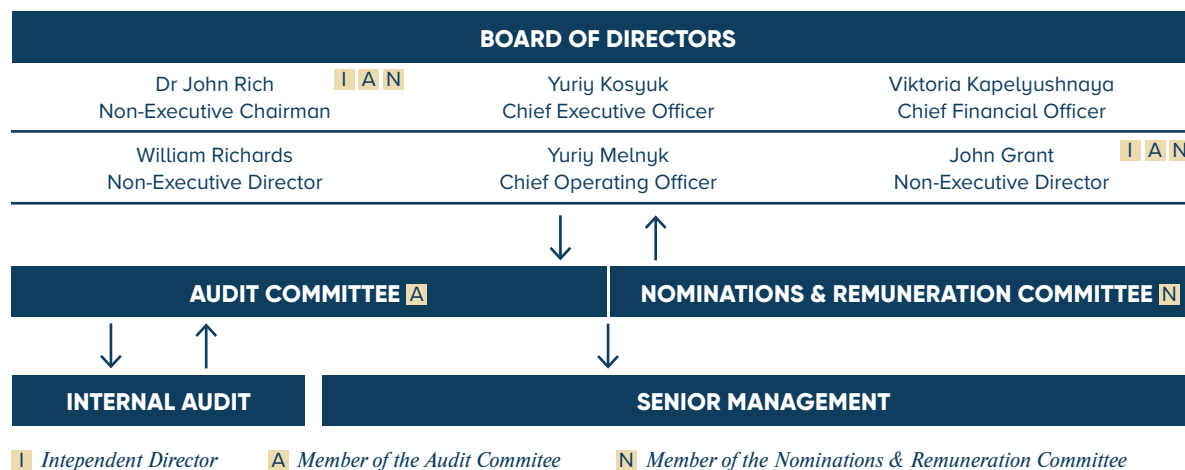 BOARD OF DIRECTORS
Dr John Rich I A N Yuriy Kosyuk Viktoria Kapelyushnaya
Non-Executive Chairman Chief Executive Officer Chief Financial Officer
William Richards Yuriy Melnyk John Grant I A N
Non-Executive Director Chief Operating Officer Non-Executive Director
AUDIT COMMITTEE A NOMINATIONS & REMUNERATION COMMITTEE N
INTERNAL AUDIT SENIOR MANAGEMENT
I Intependent Director A Member of the Audit Commitee N Member of the Nominations & Remuneration Committee